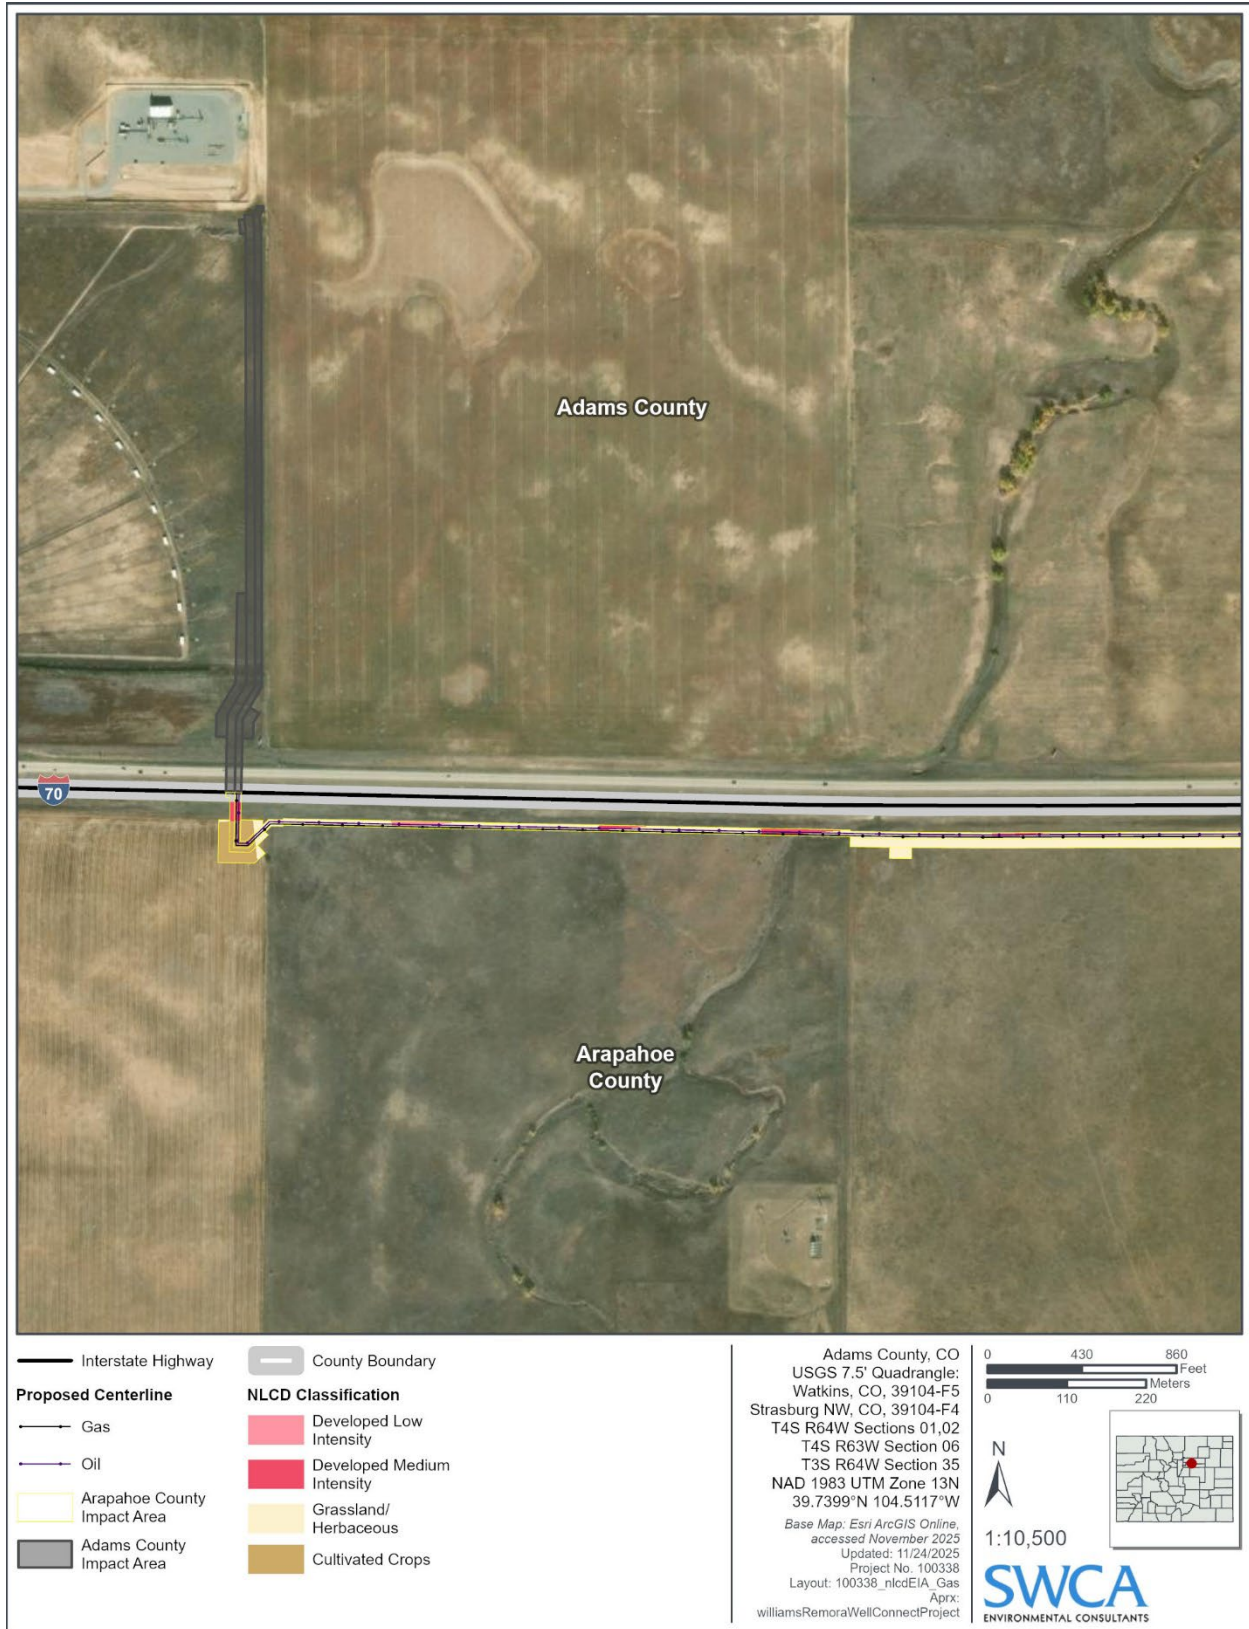 Adams County
70
Arapahoe
County
Interstate Highway
County Boundary
Proposed Centerline
Gas
Oil
Arapahoe County
Impact Area
Adams County
Impact Area
NLCD Classification
Developed Low
Intensity
Developed Medium
Intensity
Grassland/
Herbaceous
Cultivated Crops
Adams County, CO
USGS 7.5' Quadrangle:
Watkins, CO, 39104-F5
Strasburg NW, CO, 39104-F4
T4S R64W Sections 01,02
T4S R63W Section 06
T3S R64W Section 35
NAD 1983 UTM Zone 13N
39.7399°N 104.5117°W
Base Map: Esri ArcGIS Online,
accessed November 2025
Updated: 11/24/2025
Project No. 100338
Layout: 100338_nlcdEIA_Gas
Aprx:
williamsRemoraWellConnectProject
0 430 860
Feet
Meters
0 110 220
N
1:10,500
SWCA
ENVIRONMENTAL CONSULTANTS